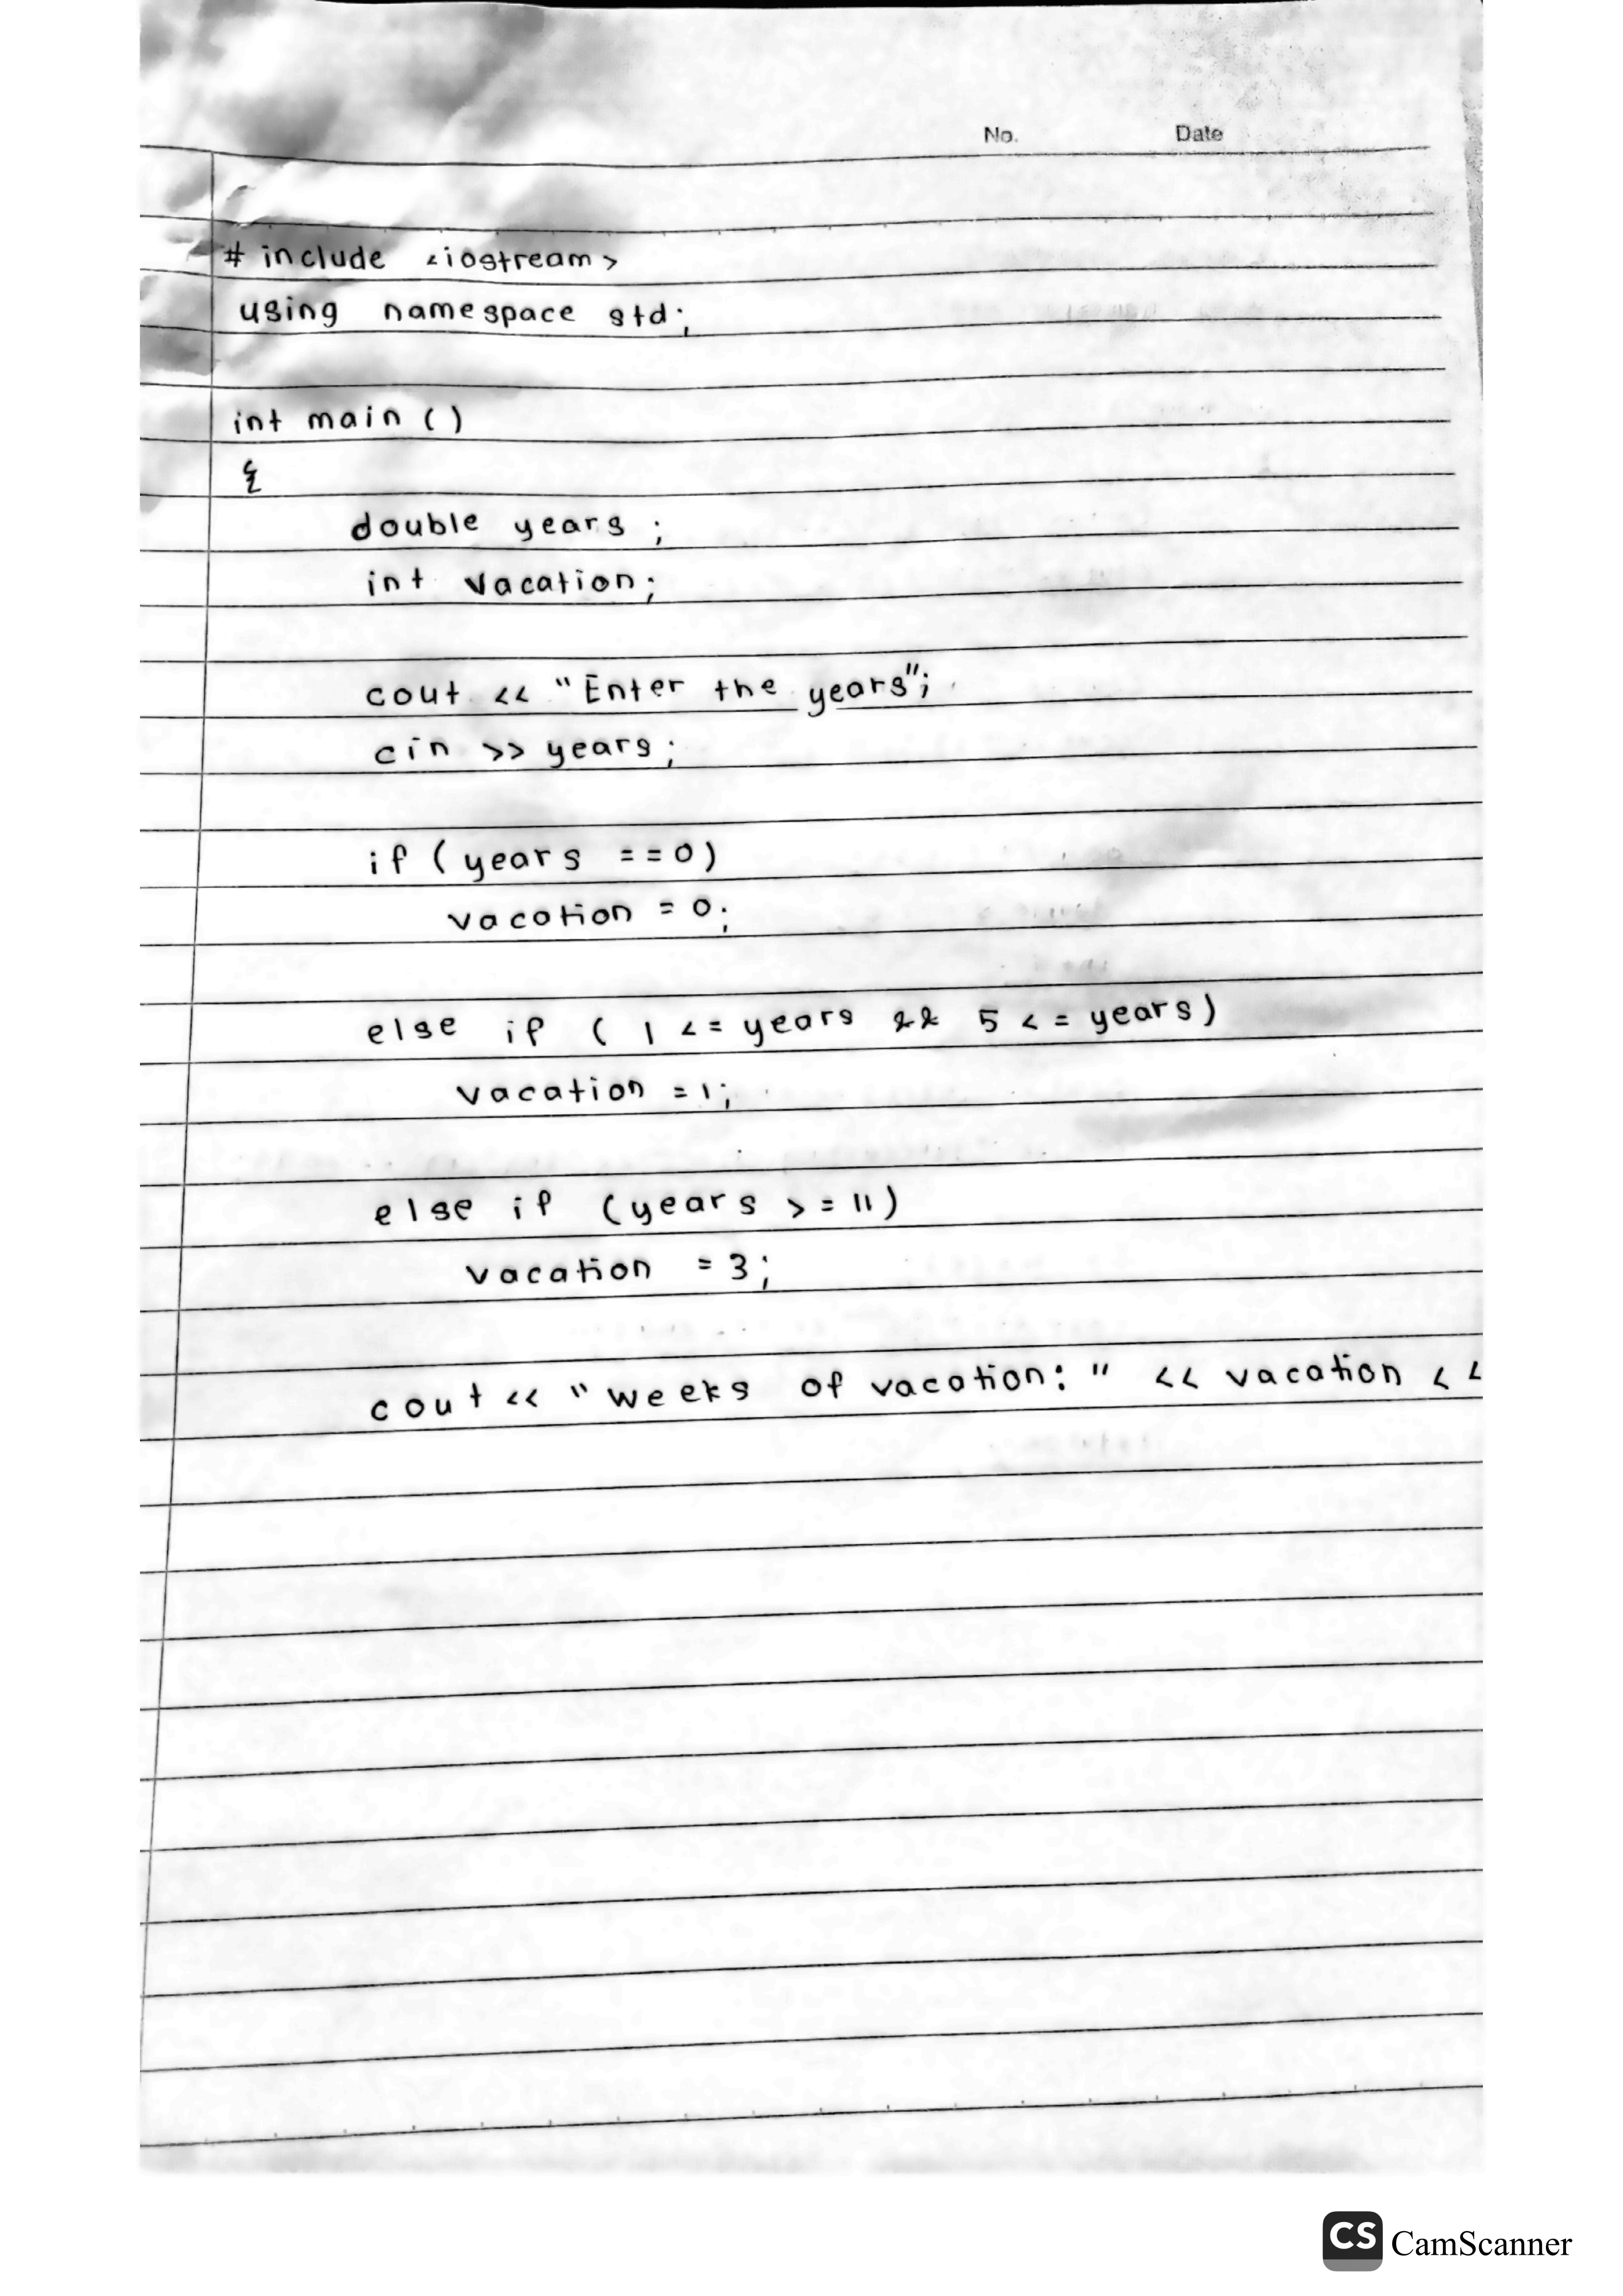 No. Date
# include <iostream>
using namespace std;
int main ()
{
double years ;
int vacation;
cout << "Enter the years";
cin >> years;
if (years ==0)
vacation = 0;
else if ( 1 <= years && 5 <= years)
vacation =1;
else if (years >= 11)
vacation = 3;
cout << "weeks of vacation: " << vacation <<
CS CamScanner